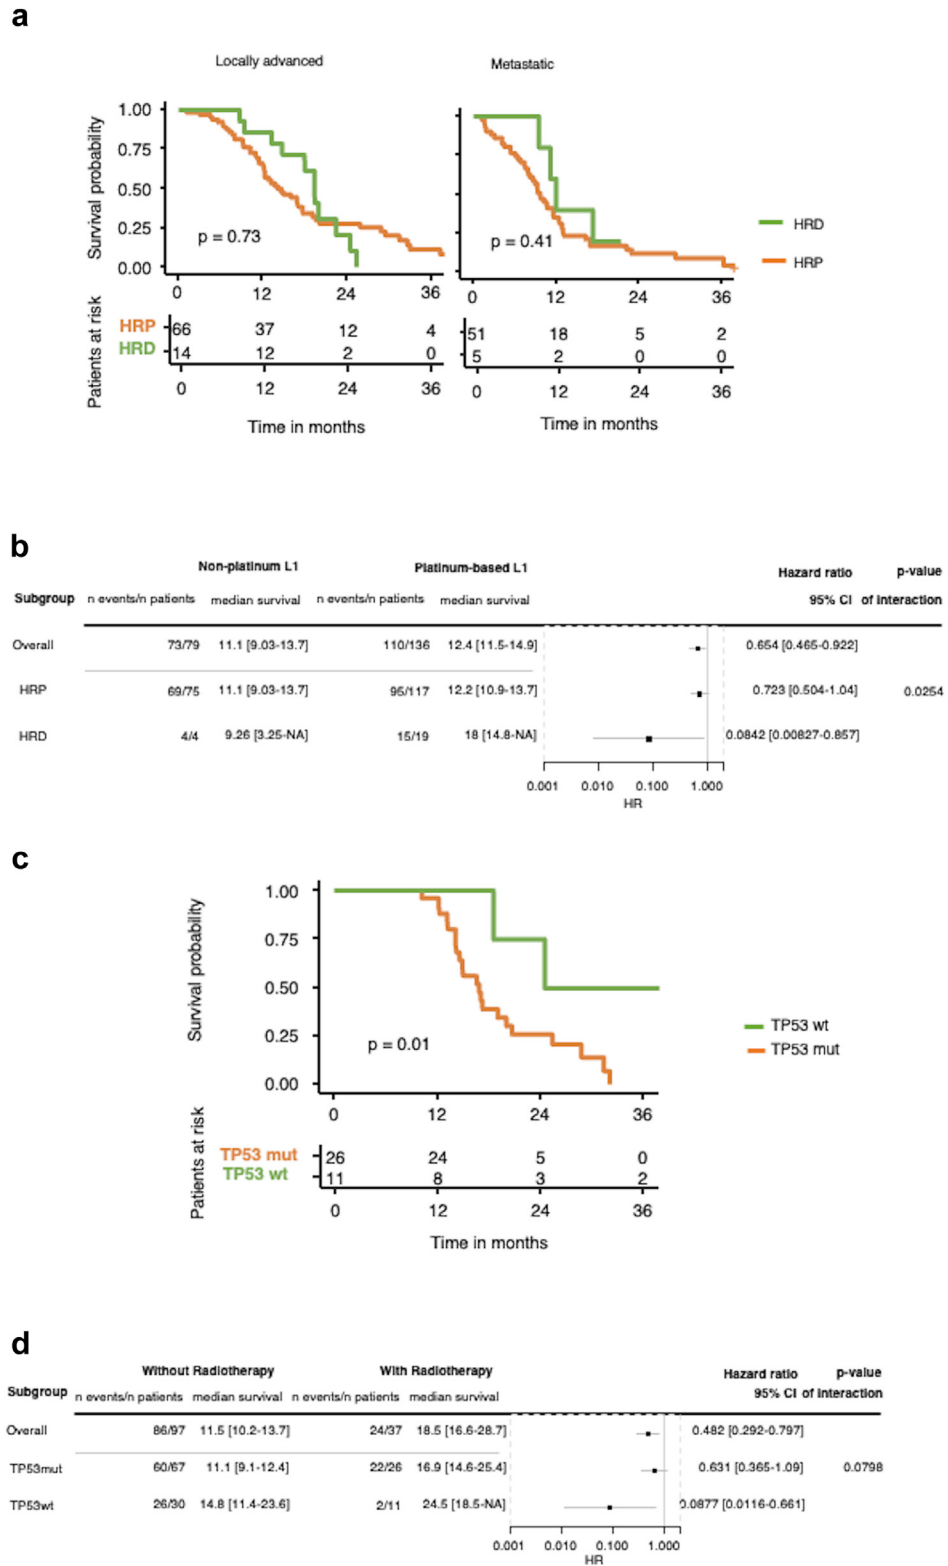 a
Locally advanced
Metastatic
Survival probability
1.00
0.75
0.50
0.25
0.00
p = 0.73
p = 0.41
HRD
HRP
0 12 24 36
0 12 24 36
Patients at risk
HRP 66 37 12 4
HRD 14 12 2 0
51 18 5 2
5 2 0 0
0 12 24 36
0 12 24 36
Time in months
Time in months
b
Non-platinum L1 Platinum-based L1 Hazard ratio p-value
Subgroup n events/n patients median survival n events/n patients median survival 95% CI of interaction
Overall 73/79 11.1 [9.03-13.7] 110/136 12.4 [11.5-14.9] 0.654 [0.465-0.922]
HRP 69/75 11.1 [9.03-13.7] 95/117 12.2 [10.9-13.7] 0.723 [0.504-1.04] 0.0254
HRD 4/4 9.26 [3.25-NA] 15/19 18 [14.8-NA] 0.0842 [0.00827-0.857]
0.001 0.010 0.100 1.000
HR
c
Survival probability
1.00
0.75
0.50
0.25
0.00
p = 0.01
TP53 wt
TP53 mut
0 12 24 36
Patients at risk
TP53 mut 26 24 5 0
TP53 wt 11 8 3 2
0 12 24 36
Time in months
d
Without Radiotherapy With Radiotherapy Hazard ratio p-value
Subgroup n events/n patients median survival n events/n patients median survival 95% CI of interaction
Overall 86/97 11.5 [10.2-13.7] 24/37 18.5 [16.6-28.7] 0.482 [0.292-0.797]
TP53mut 60/67 11.1 [9.1-12.4] 22/26 16.9 [14.6-25.4] 0.631 [0.365-1.09] 0.0798
TP53wt 26/30 14.8 [11.4-23.6] 2/11 24.5 [18.5-NA] 0.0877 [0.0116-0.661]
0.001 0.010 0.100 1.000
HR